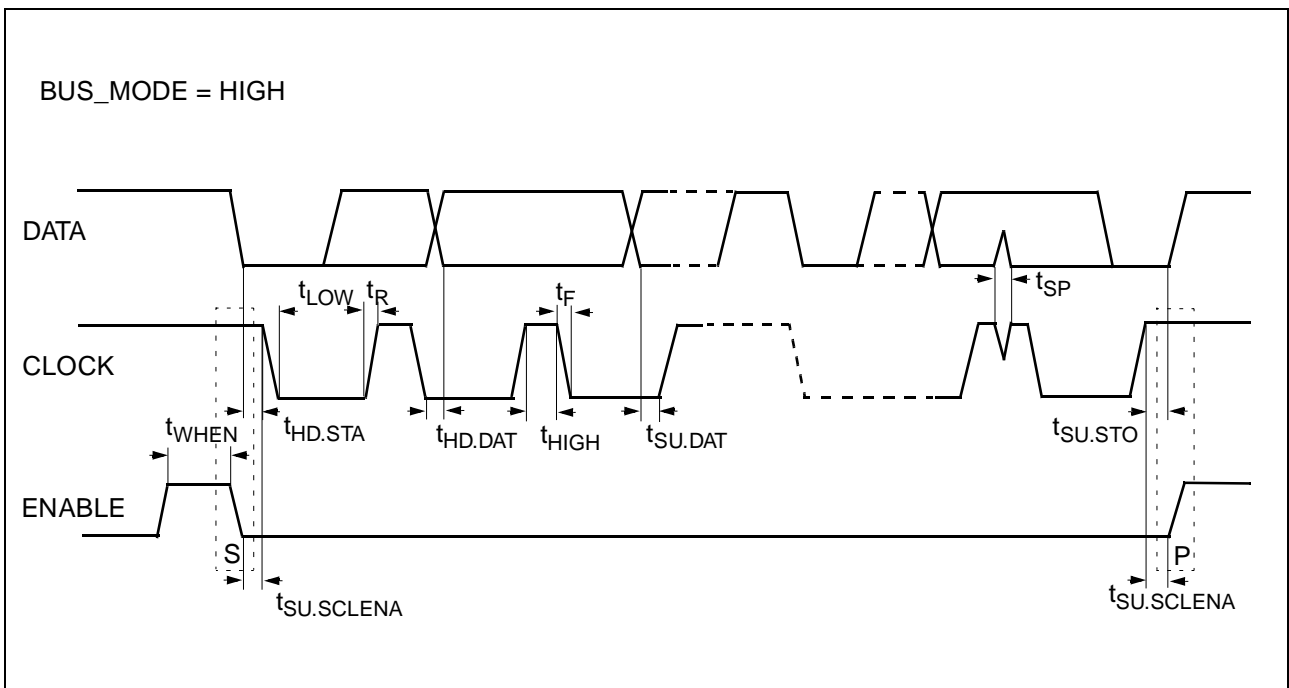 BUS_MODE = HIGH
DATA
tLOW
tR
tF
tSP
CLOCK
tWHEN
tHD.STA
tHD.DAT
tHIGH
tSU.DAT
tSU.STO
ENABLE
S
P
tSU.SCLENA
tSU.SCLENA